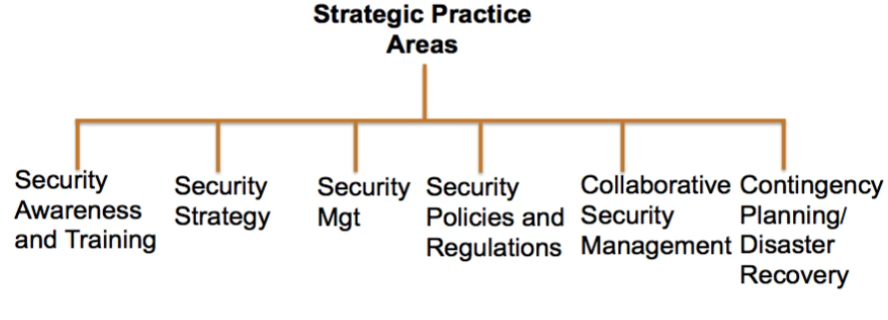 Strategic Practice
Areas
Security
Awareness
and Training
Security
Strategy
Security
Mgt
Security
Policies and
Regulations
Collaborative
Security
Management
Contingency
Planning/
Disaster
Recovery